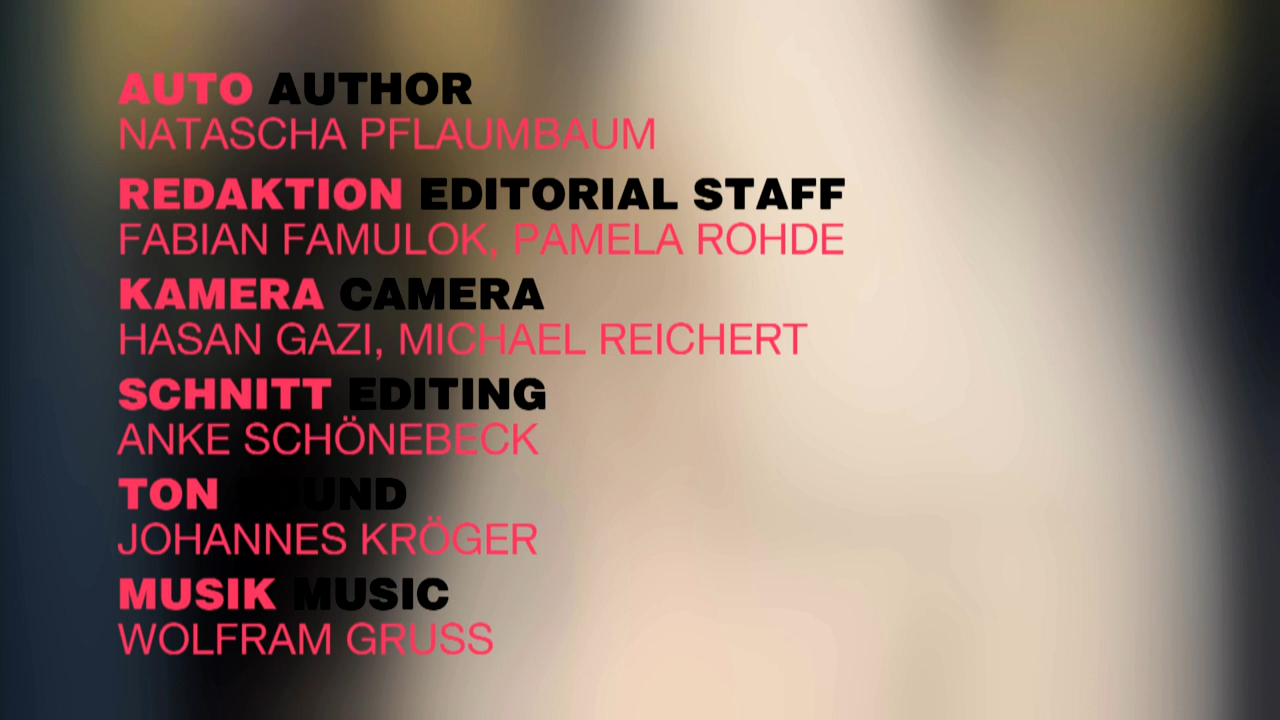 AUTO AUTHOR
NATASCHA PFLAUMBAUM
REDAKTION EDITORIAL STAFF
FABIAN FAMULOK, PAMELA ROHDE
KAMERA CAMERA
HASAN GAZI, MICHAEL REICHERT
SCHNITT EDITING
ANKE SCHÖNEBECK
TON SOUND
JOHANNES KRÖGER
MUSIK MUSIC
WOLFRAM GRUSS